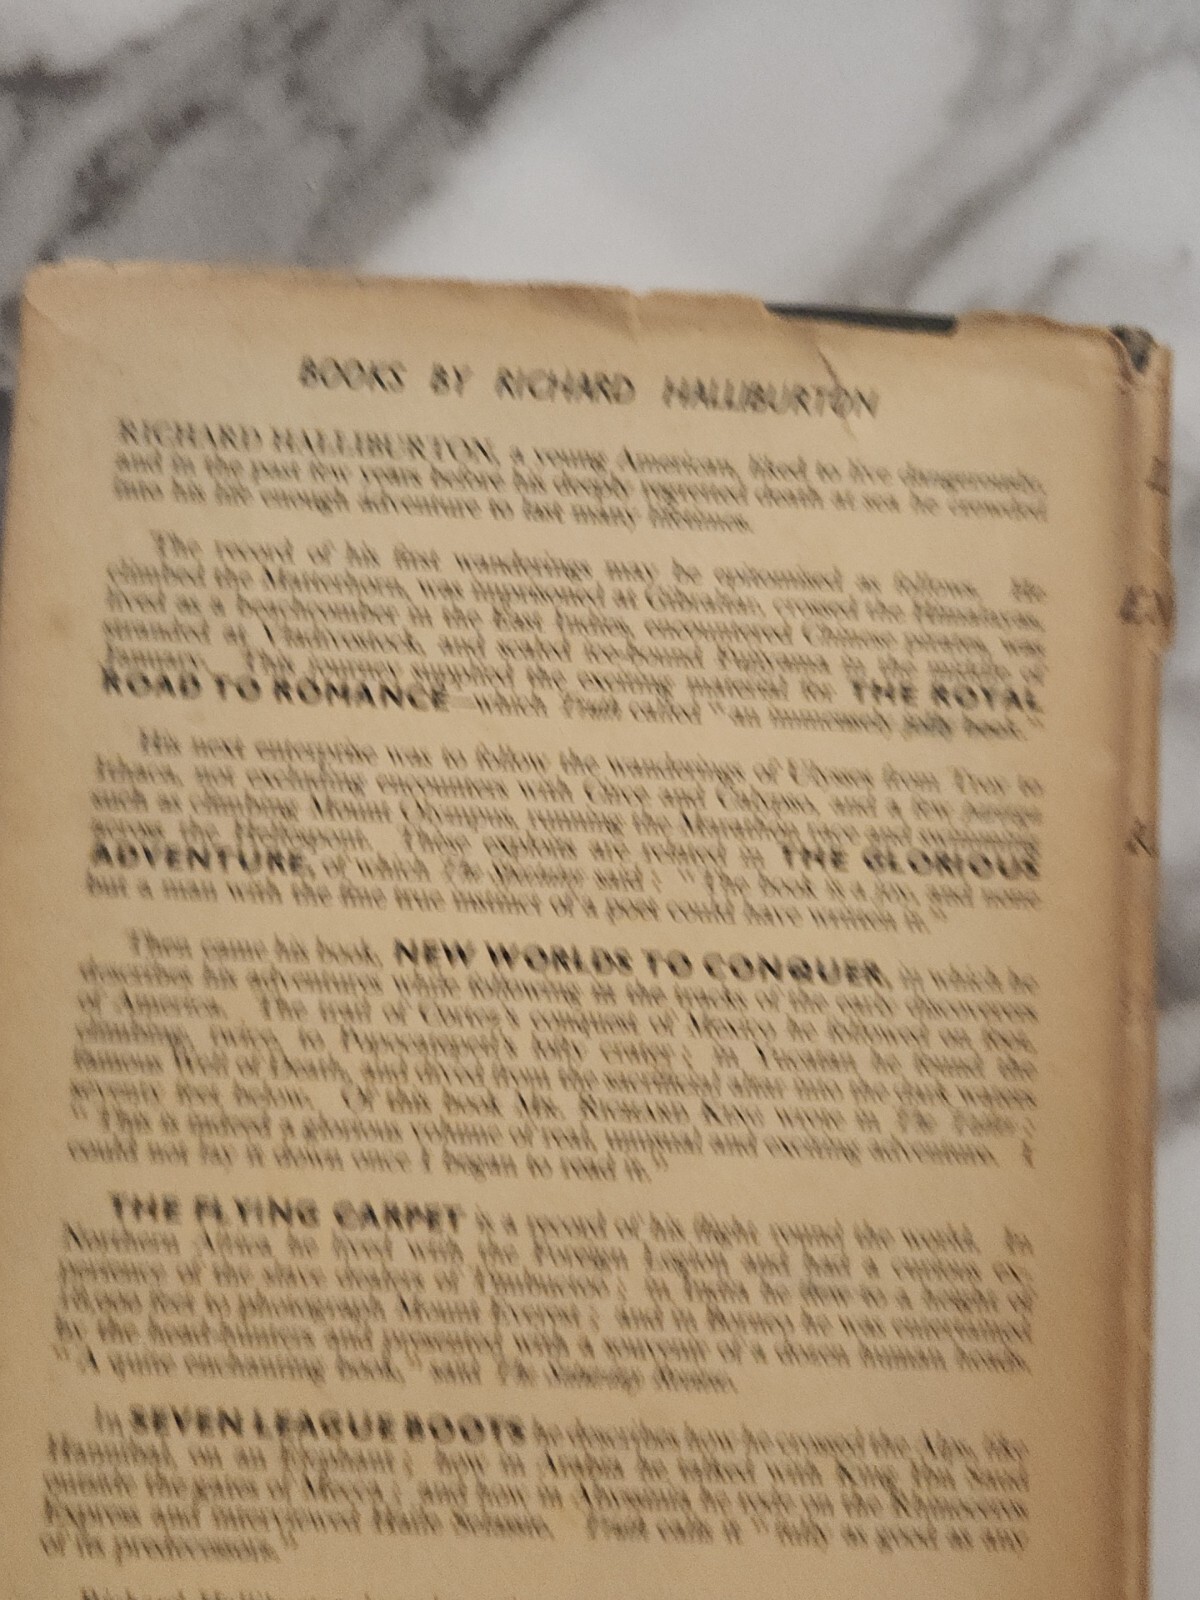 BOOKS BY RICHARD HALLIBURTON
RICHARD HALLIBURTON, a young American, liked to live dangerously,
and in the past few years before his deeply regretted death at sea he crowded
into his life enough adventure to last many lifetimes.
The record of his first wanderings may be epitomised as follows. He
climbed the Matterhorn, was imprisoned at Gibraltar, crossed the Himalayas,
lived as a beachcomber in the East Indies, encountered Chinese pirates, was
stranded at Vladivostock, and scaled ice-bound Fujiyama in the middle of
January. This journey supplied the exciting material for THE ROYAL
ROAD TO ROMANCE—which called "an immensely jolly book."
His next enterprise was to follow the wanderings of Ulysses from Troy to
Ithaca, not excluding encounters with Circe and Calypso, and a few
such as climbing Mount Olympus, running the Marathon race and swimming
across the Hellespont. These exploits are related in THE GLORIOUS
ADVENTURE, of which The said: "The book is a joy, and none
but a man with the fine true instinct of a poet could have written it."
Then came his book, NEW WORLDS TO CONQUER, in which he
describes his adventures while following in the tracks of the early discoverers
of America. The trail of Cortez's conquest of Mexico he followed on foot,
climbing, twice, to Popocatepetl's lofty crater; in Yucatan he found the
famous Well of Death, and dived from the sacrificial altar into the dark waters
seventy feet below. Of this book Mr. Richard King wrote in The Tatler:
"This is indeed a glorious volume of real, unusual and exciting adventure. I
could not lay it down once I began to read it."
THE FLYING CARPET is a record of his flight round the world. In
Northern Africa he lived with the Foreign Legion and had a curious ex-
perience of the slave dealers of Timbuctoo; in India he flew to a height of
18,000 feet to photograph Mount Everest; and in Borneo he was entertained
by the head-hunters and presented with a souvenir of a dozen human heads.
"A quite enchanting book," said The Saturday Review.
In SEVEN LEAGUE BOOTS he describes how he crossed the Alps, like
Hannibal, on an Elephant; how in Arabia he talked with King Ibn Saud
outside the gates of Mecca; and how in Abyssinia he rode on the Rhinoceros
Express and interviewed Haile Selassie. calls it "fully as good as any
of its predecessors."
Richard Halliburton